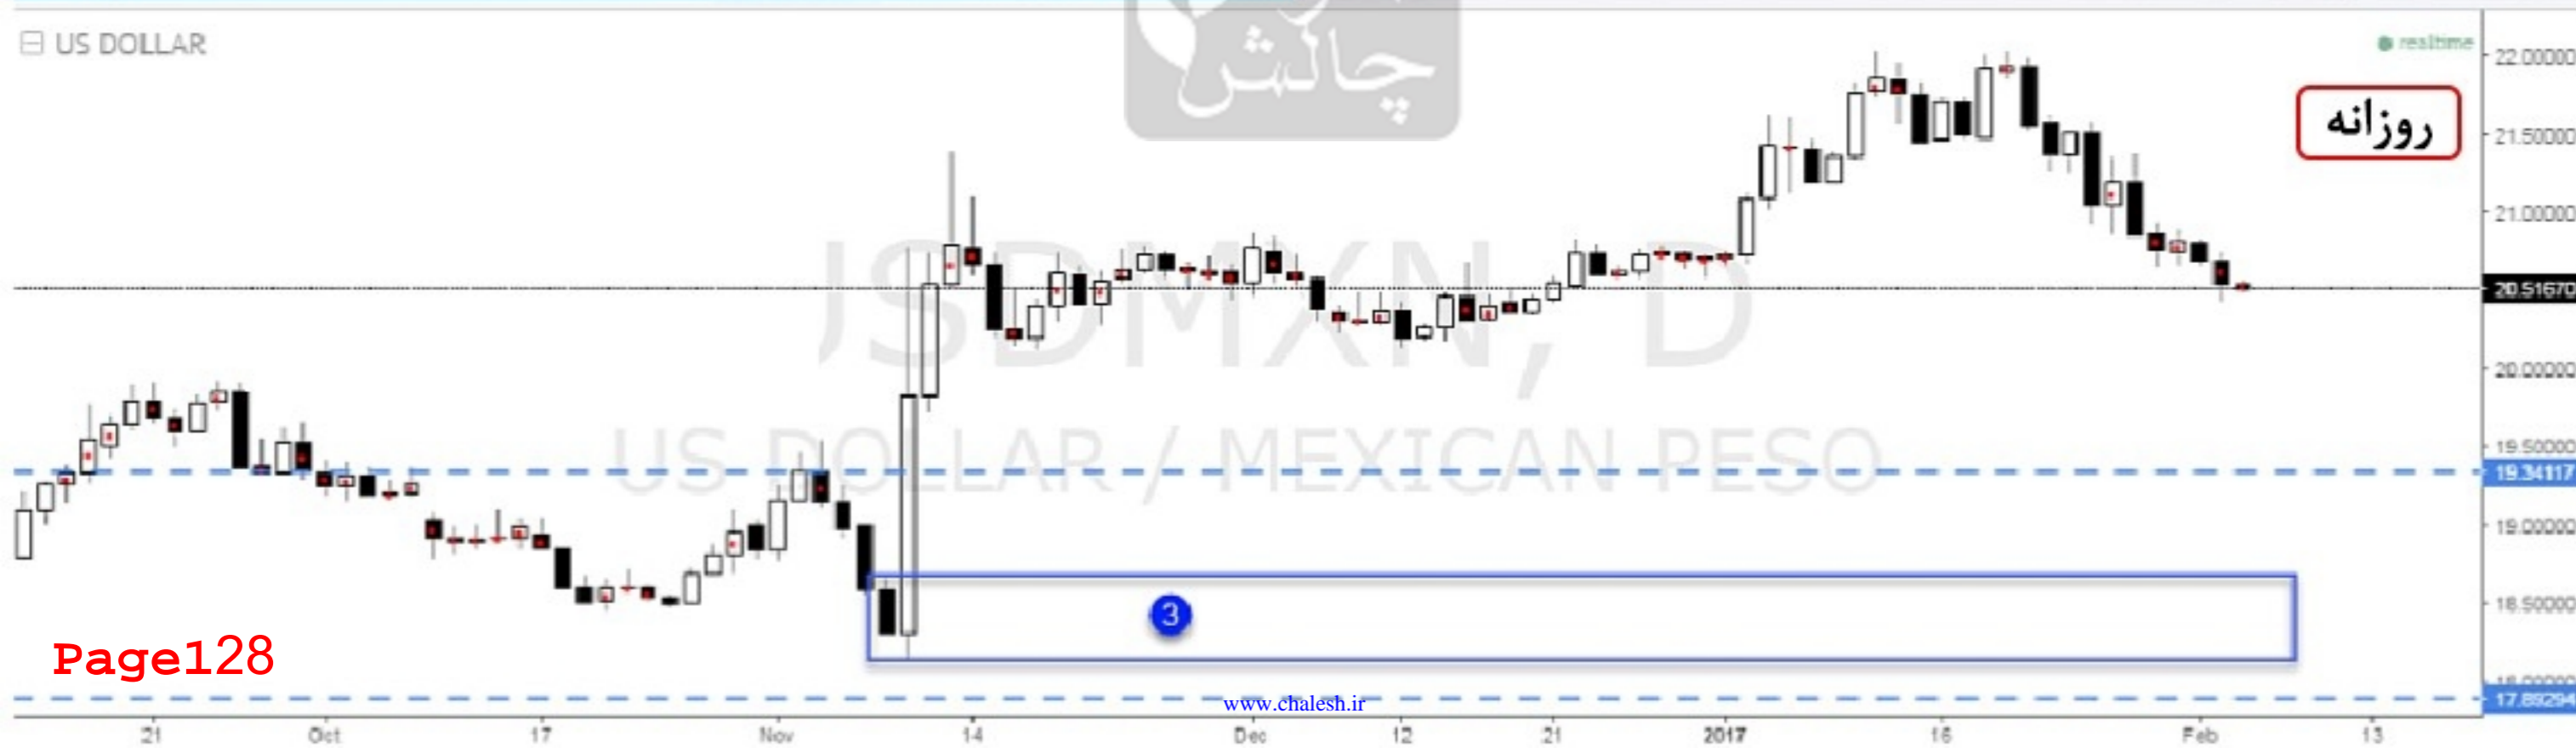 چالش
US DOLLAR
realtime
22.00000
روزانه
21.50000
21.00000
USDMXN, D
20.51670
20.00000
US DOLLAR / MEXICAN PESO
19.50000
19.34117
19.00000
3
18.50000
Page128
18.00000
www.chalesh.ir
17.89294
21 Oct 17 Nov 14 Dec 12 21 2017 16 Feb 13